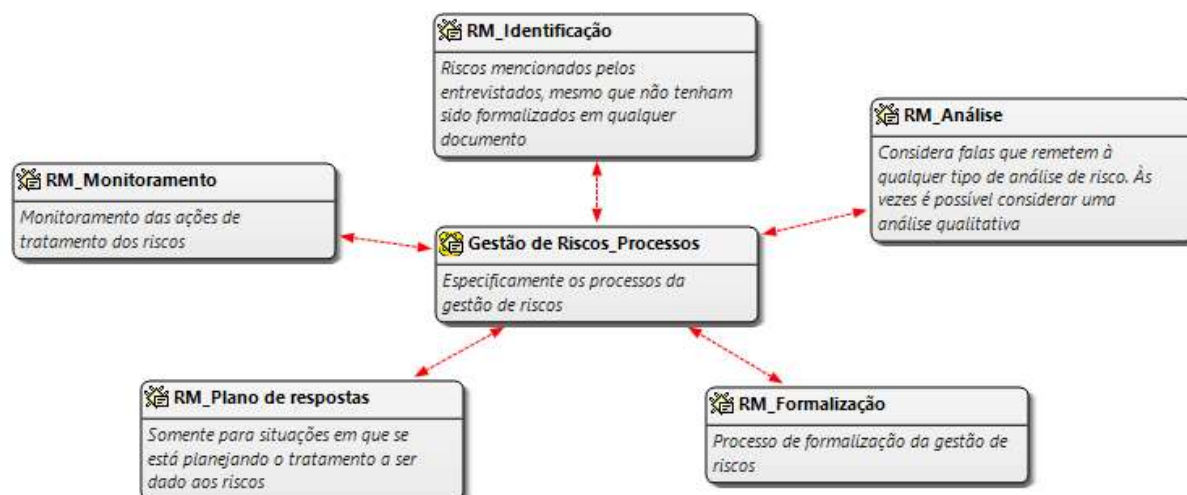 RM_Identificação
Riscos mencionados pelos
entrevistados, mesmo que não tenham
sido formalizados em qualquer
documento
RM_Análise
Considera falas que remetem à
qualquer tipo de análise de risco. Às
vezes é possível considerar uma
análise qualitativa
RM_Monitoramento
Monitoramento das ações de
tratamento dos riscos
Gestão de Riscos_Processos
Especificamente os processos da
gestão de riscos
RM_Plano de respostas
Somente para situações em que se
está planejando o tratamento a ser
dado aos riscos
RM_Formalização
Processo de formalização da gestão de
riscos